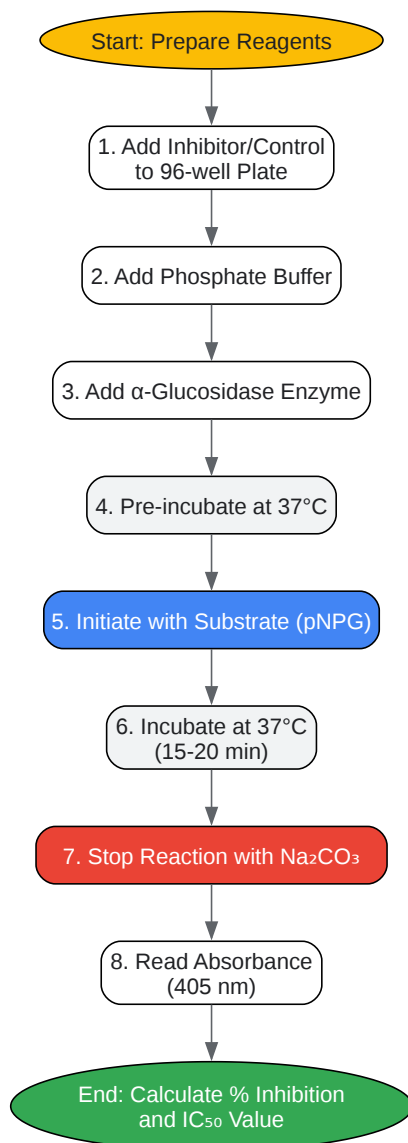 Start: Prepare Reagents
1. Add Inhibitor/Control
to 96-well Plate
2. Add Phosphate Buffer
3. Add α-Glucosidase Enzyme
4. Pre-incubate at 37°C
5. Initiate with Substrate (pNPG)
6. Incubate at 37°C
(15-20 min)
7. Stop Reaction with Na₂CO₃
8. Read Absorbance
(405 nm)
End: Calculate % Inhibition
and IC₅₀ Value